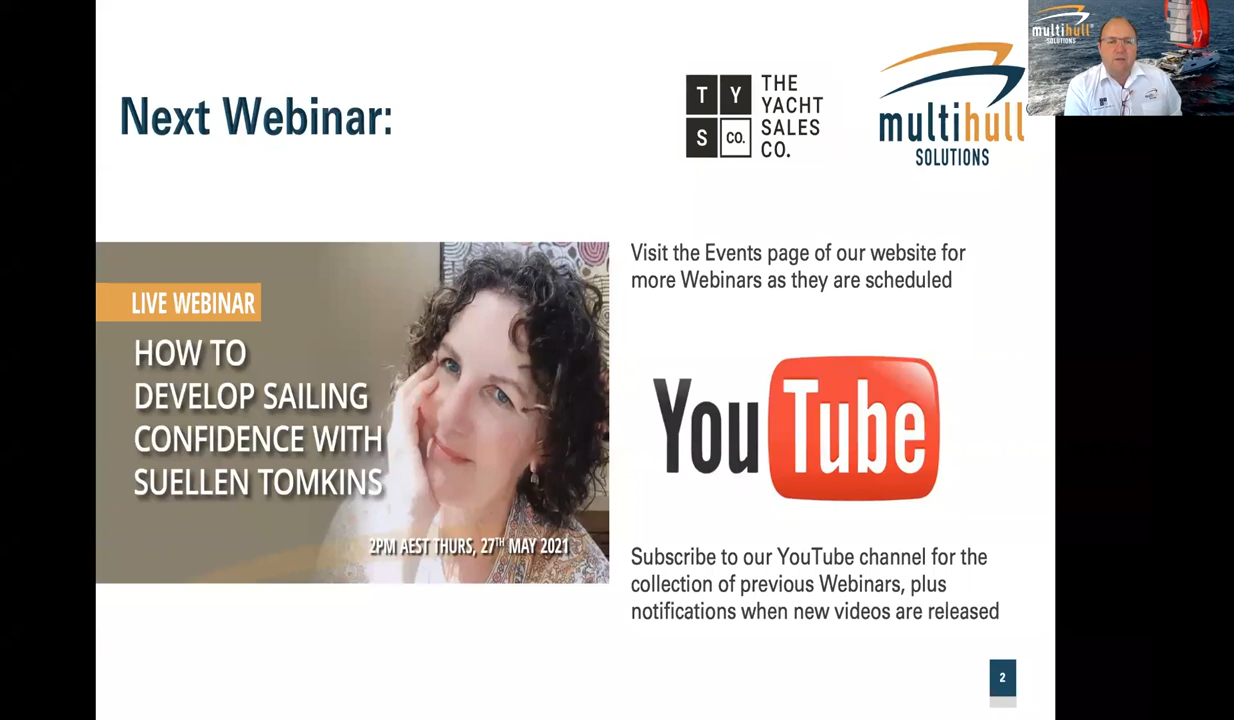 Next Webinar:
T Y
S CO.
THE
YACHT
SALES
CO.
multihull
SOLUTIONS
multihull®
SOLUTIONS
LIVE WEBINAR
HOW TO
DEVELOP SAILING
CONFIDENCE WITH
SUELLEN TOMKINS
2PM AEST THURS, 27TH MAY 2021
Visit the Events page of our website for
more Webinars as they are scheduled
YouTube
Subscribe to our YouTube channel for the
collection of previous Webinars, plus
notifications when new videos are released
2